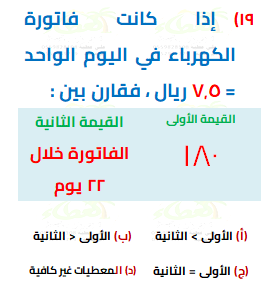 ١٩) إذا كانت فاتورة
الكهرباء في اليوم الواحد
= ٧,٥ ريال ، فقارن بين :
القيمة الأولى القيمة الثانية
١٨٠ الفاتورة خلال
٢٢ يوم
(أ) الأولى > الثانية (ب) الأولى < الثانية
(ج) الأولى = الثانية (د) المعطيات غير كافية